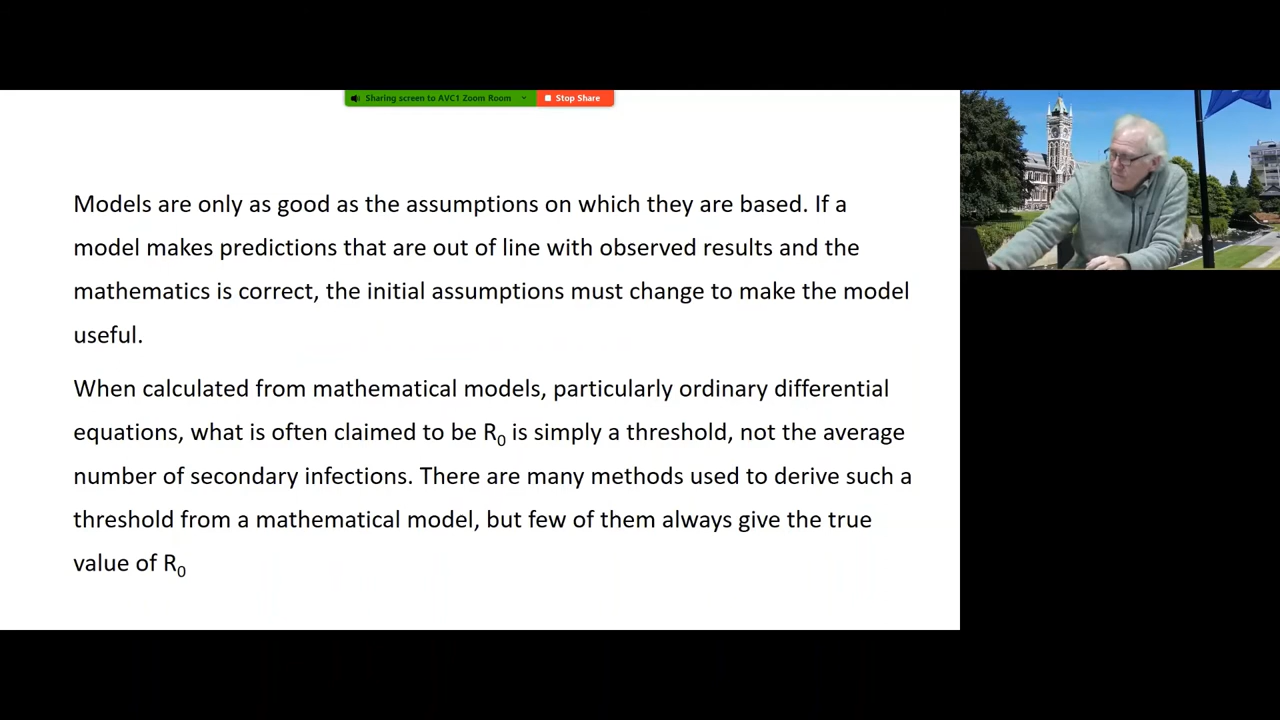 Sharing screen to AVC1 Zoom Room
Stop Share
Models are only as good as the assumptions on which they are based. If a
model makes predictions that are out of line with observed results and the
mathematics is correct, the initial assumptions must change to make the model
useful.
When calculated from mathematical models, particularly ordinary differential
equations, what is often claimed to be R₀ is simply a threshold, not the average
number of secondary infections. There are many methods used to derive such a
threshold from a mathematical model, but few of them always give the true
value of R₀